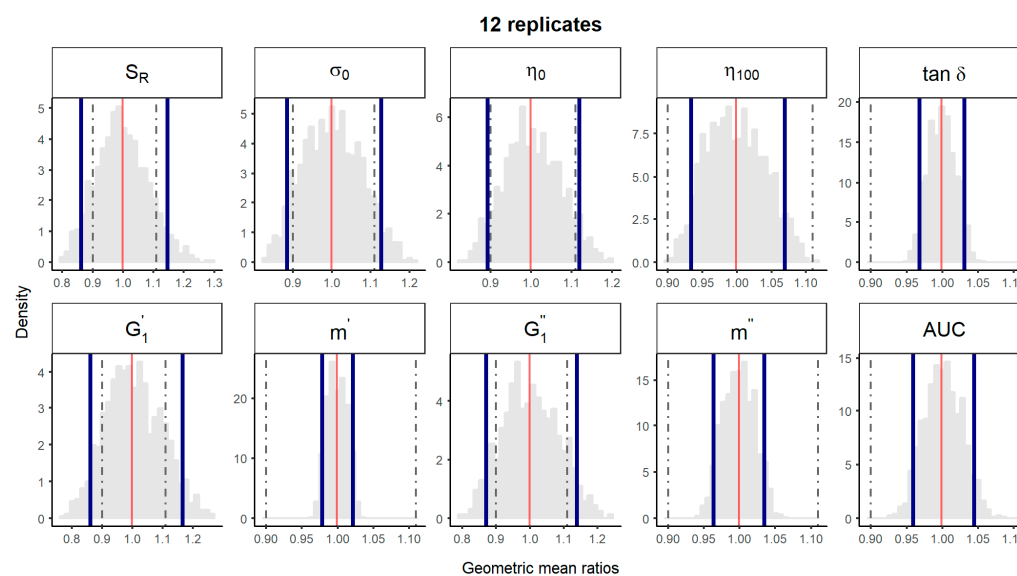 12 replicates
S_R σ_0 η_0 η_100 tan δ
5 4 3 2 1 0
0.8 0.9 1.0 1.1 1.2 1.3
5 4 3 2 1 0
0.9 1.0 1.1 1.2
6 4 2 0
0.9 1.0 1.1 1.2
7.5 5.0 2.5 0.0
0.90 0.95 1.00 1.05 1.10
20 15 10 5 0
0.90 0.95 1.00 1.05 1.1
Density
G'_1 m' G''_1 m'' AUC
4 3 2 1 0
0.8 0.9 1.0 1.1 1.2
20 10 0
0.90 0.95 1.00 1.05 1.10
4 2 0
0.8 0.9 1.0 1.1 1.2
15 10 5 0
0.90 0.95 1.00 1.05 1.10
15 10 5 0
0.90 0.95 1.00 1.05 1.10
Geometric mean ratios